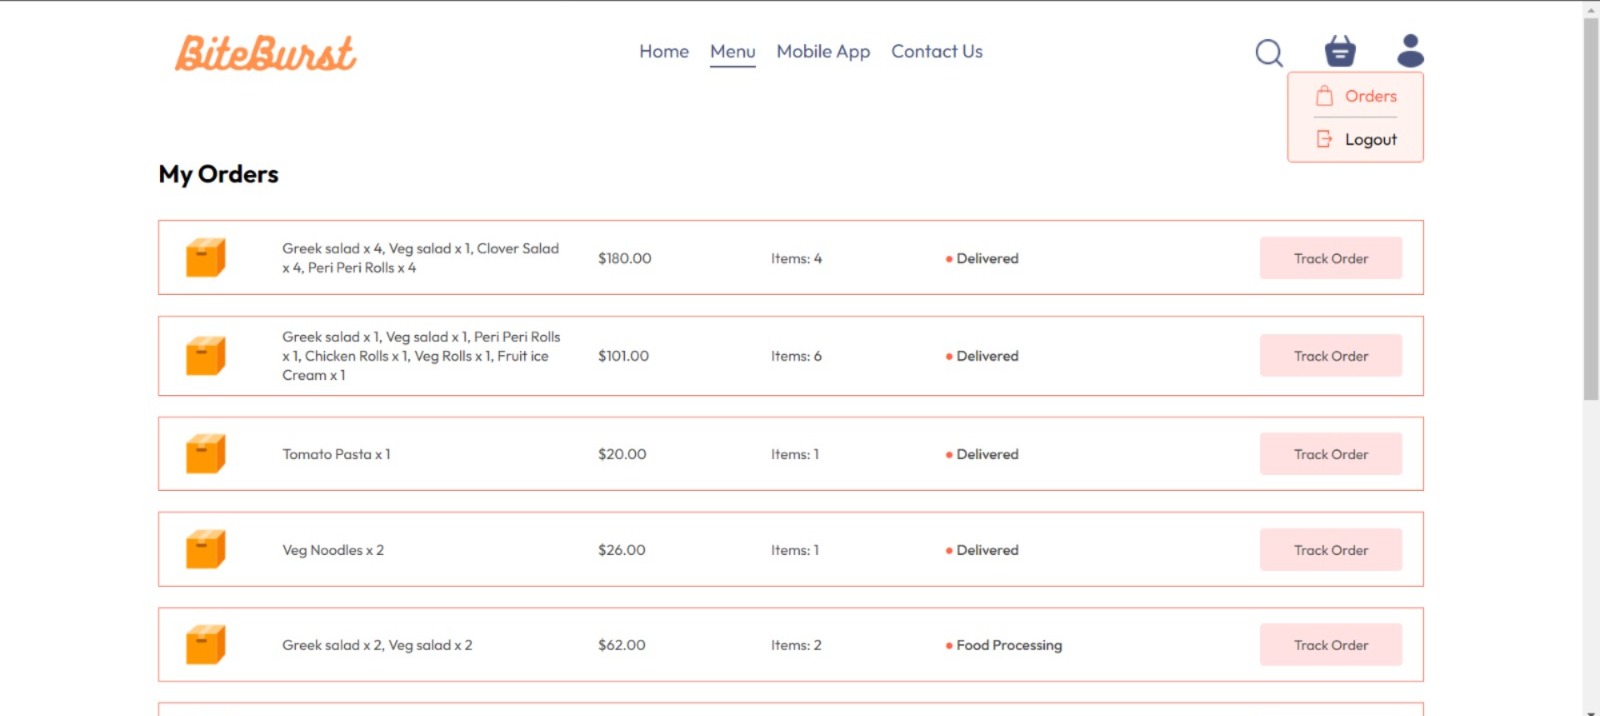 BiteBurst
Home Menu Mobile App Contact Us
Orders
Logout
My Orders
Greek salad x 4, Veg salad x 1, Clover Salad
x 4, Peri Peri Rolls x 4
$180.00
Items: 4
Delivered
Track Order
Greek salad x 1, Veg salad x 1, Peri Peri Rolls
x 1, Chicken Rolls x 1, Veg Rolls x 1, Fruit ice
Cream x 1
$101.00
Items: 6
Delivered
Track Order
Tomato Pasta x 1
$20.00
Items: 1
Delivered
Track Order
Veg Noodles x 2
$26.00
Items: 1
Delivered
Track Order
Greek salad x 2, Veg salad x 2
$62.00
Items: 2
Food Processing
Track Order